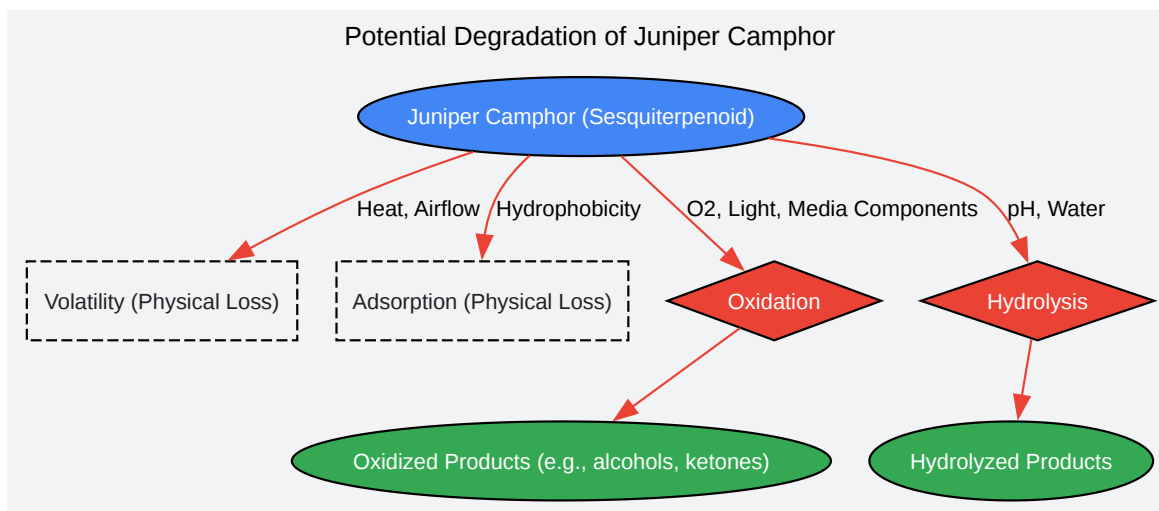 Potential Degradation of Juniper Camphor
Juniper Camphor (Sesquiterpenoid)
Heat, Airflow
Hydrophobicity
O2, Light, Media Components
pH, Water
Volatility (Physical Loss)
Adsorption (Physical Loss)
Oxidation
Hydrolysis
Oxidized Products (e.g., alcohols, ketones)
Hydrolyzed Products